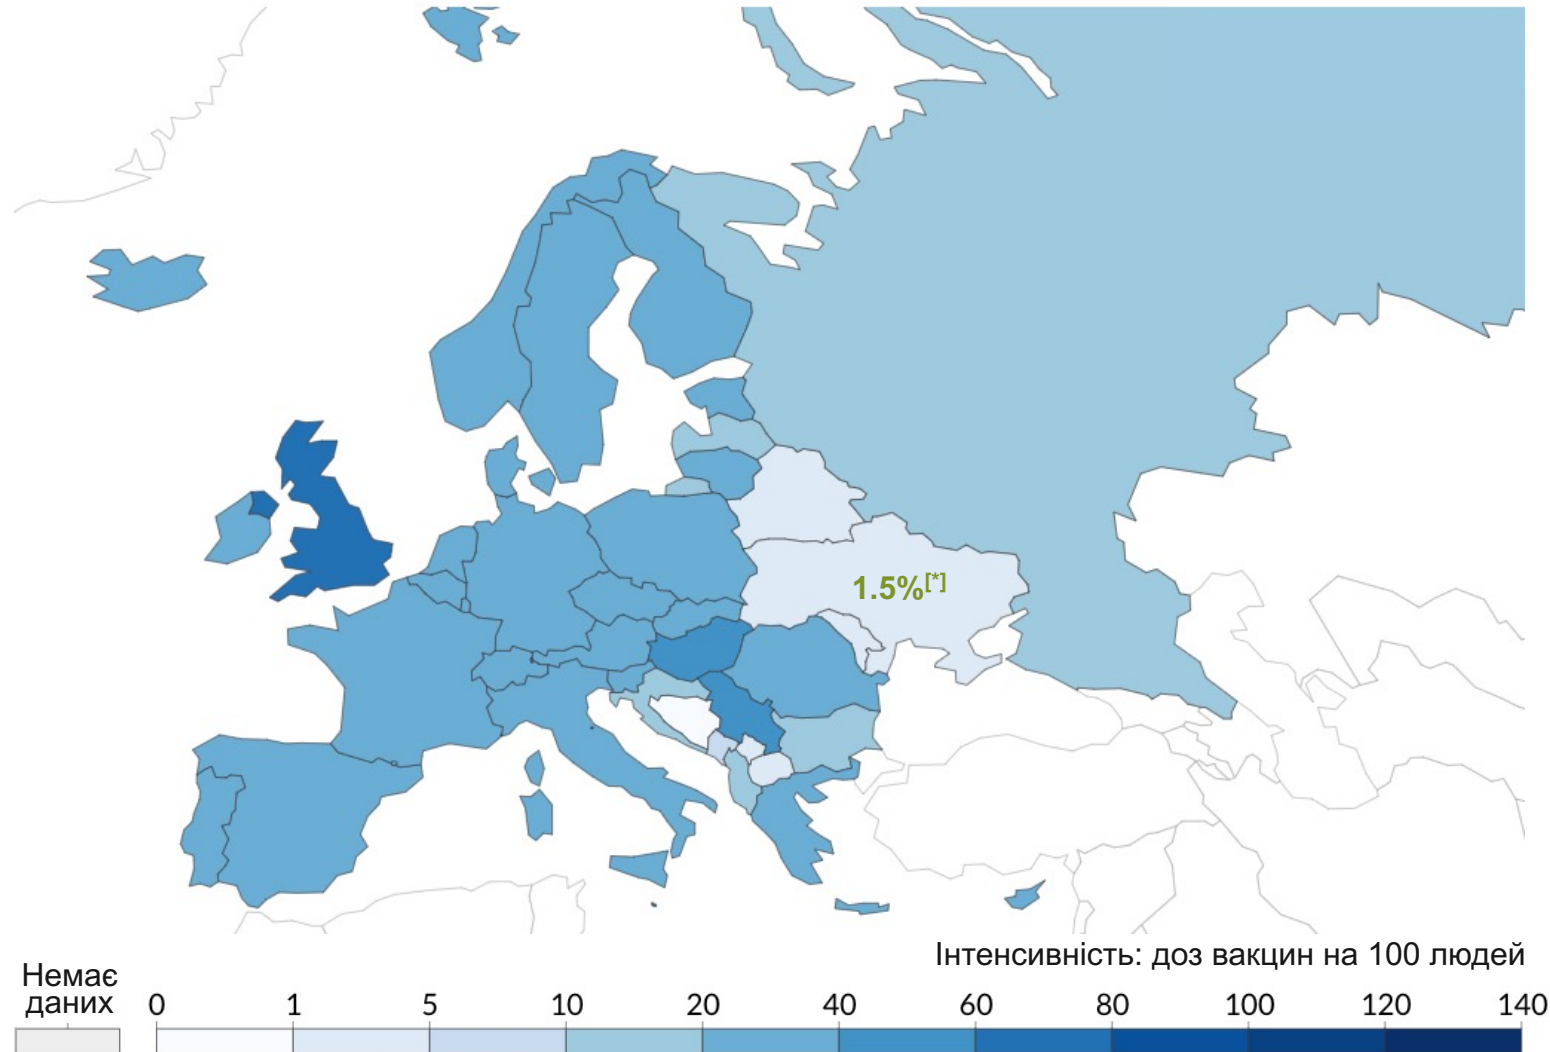 1.5%[*]
Інтенсивність: доз вакцин на 100 людей
Немає
даних
0 1 5 10 20 40 60 80 100 120 140